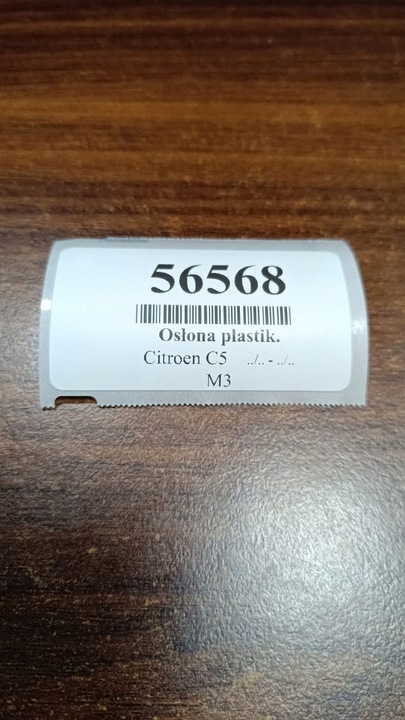 56568
Osłona plastik.
Citroen C5 ../.. - ../..
M3